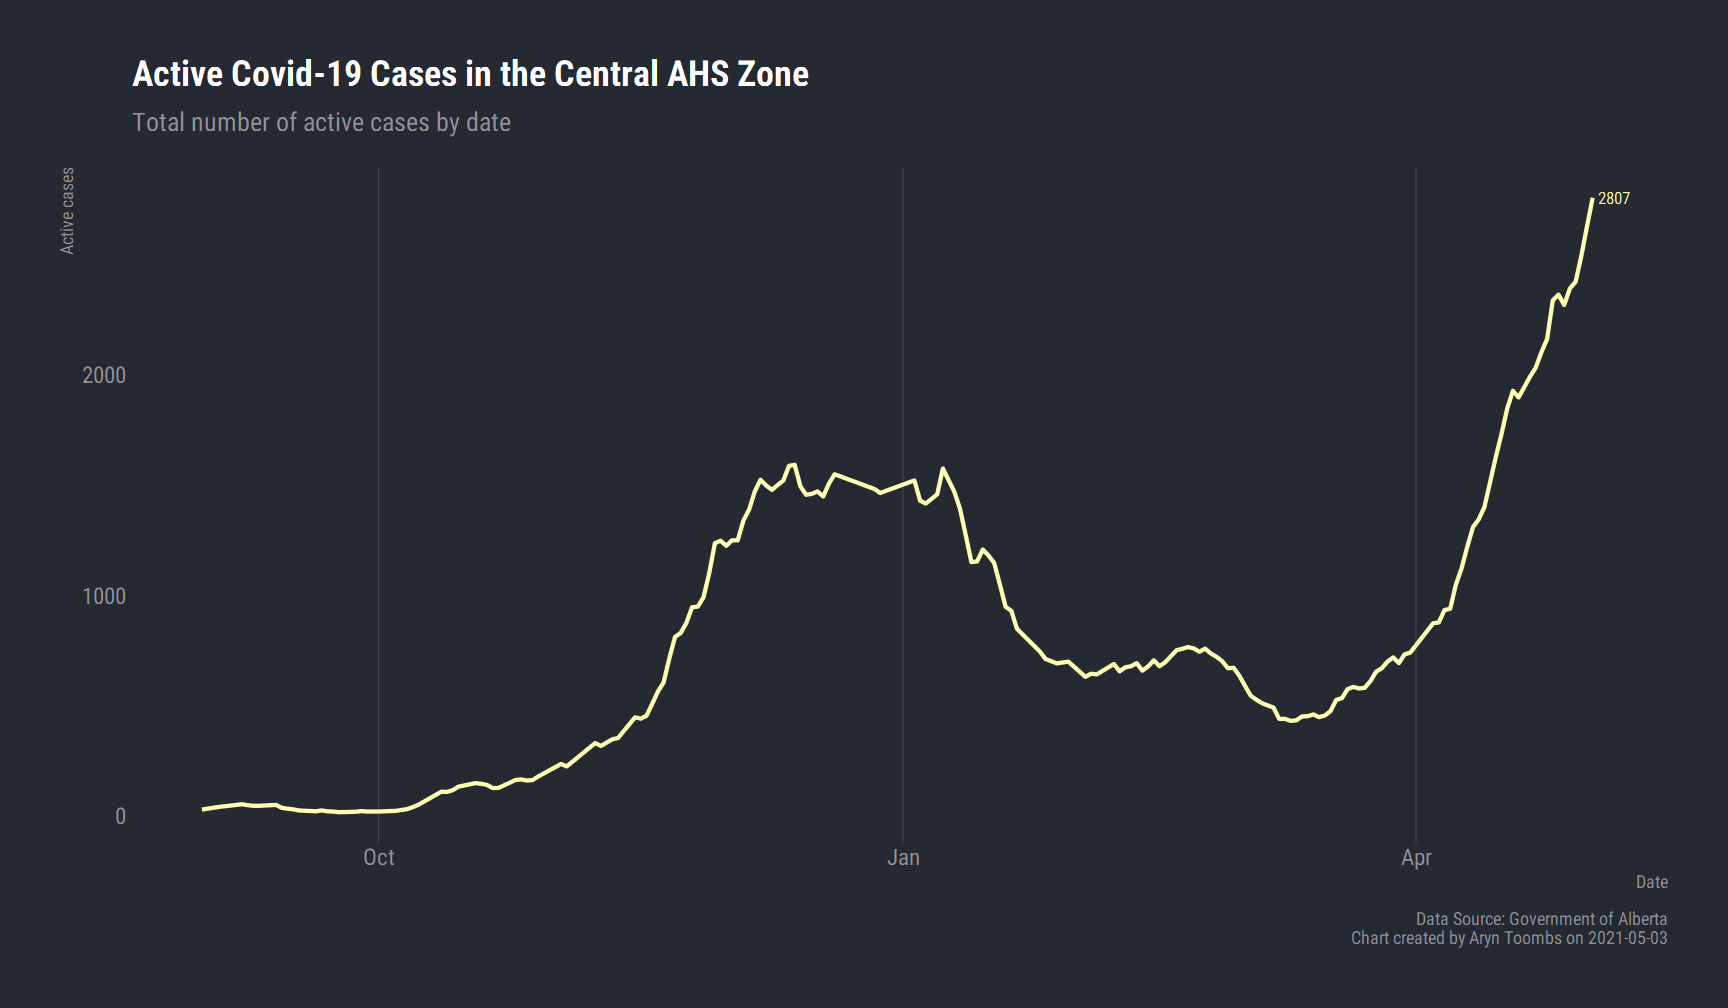 Active Covid-19 Cases in the Central AHS Zone
Total number of active cases by date
Active cases
2807
2000
1000
0
Oct
Jan
Apr
Date
Data Source: Government of Alberta
Chart created by Aryn Toombs on 2021-05-03